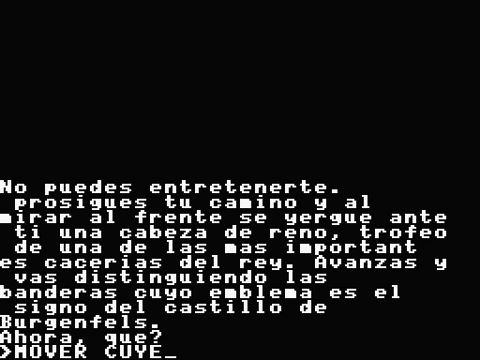 No puedes entretenerte.
prosigues tu camino y al
mirar al frente se yergue ante
ti una cabeza de reno, trofeo
de una de las mas important
es cacerias del rey. Avanzas y
vas distinguiendo las
banderas cuyo emblema es el
signo del castillo de
Burgenfels.
Ahora, que?
>MOVER CUYE_